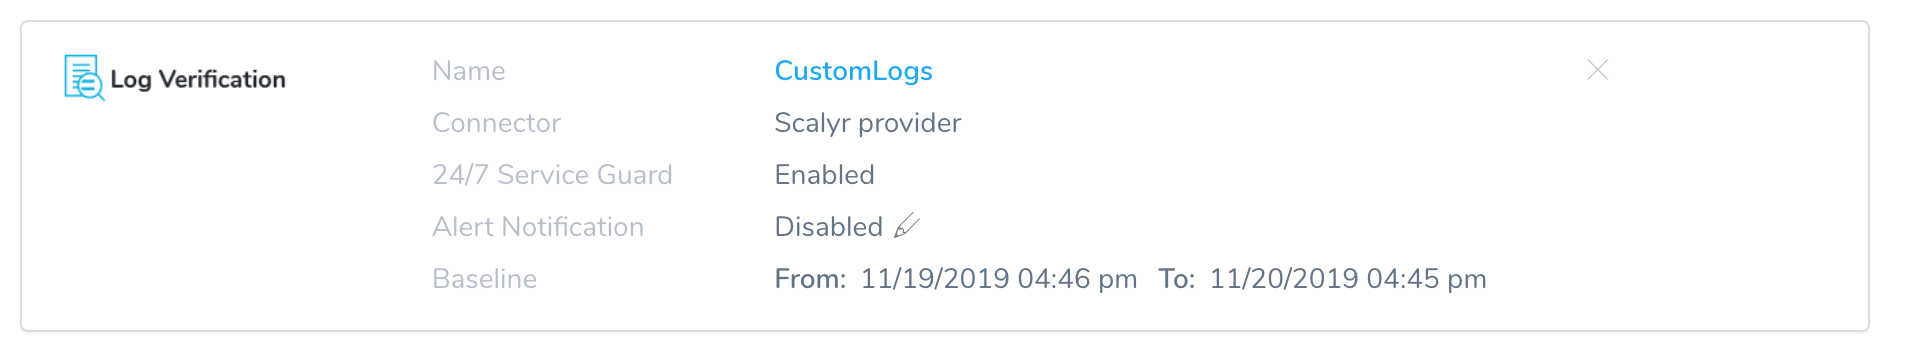 Log Verification
Name CustomLogs
Connector Scalyr provider
24/7 Service Guard Enabled
Alert Notification Disabled
Baseline From: 11/19/2019 04:46 pm To: 11/20/2019 04:45 pm